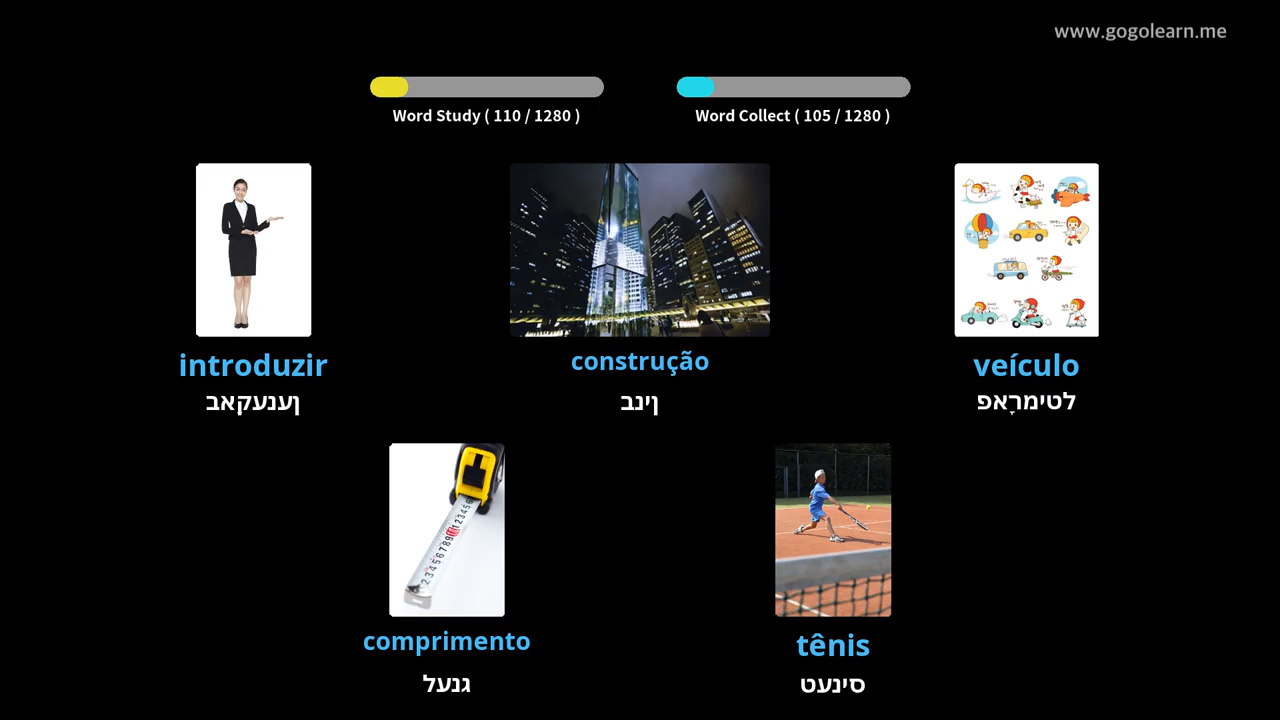 www.gogolearn.me
Word Study ( 110 / 1280 )
Word Collect ( 105 / 1280 )
introduzir
ןענעקאב
construção
ןינב
veículo
לטימרָאפ
comprimento
גנעל
tênis
סינעט